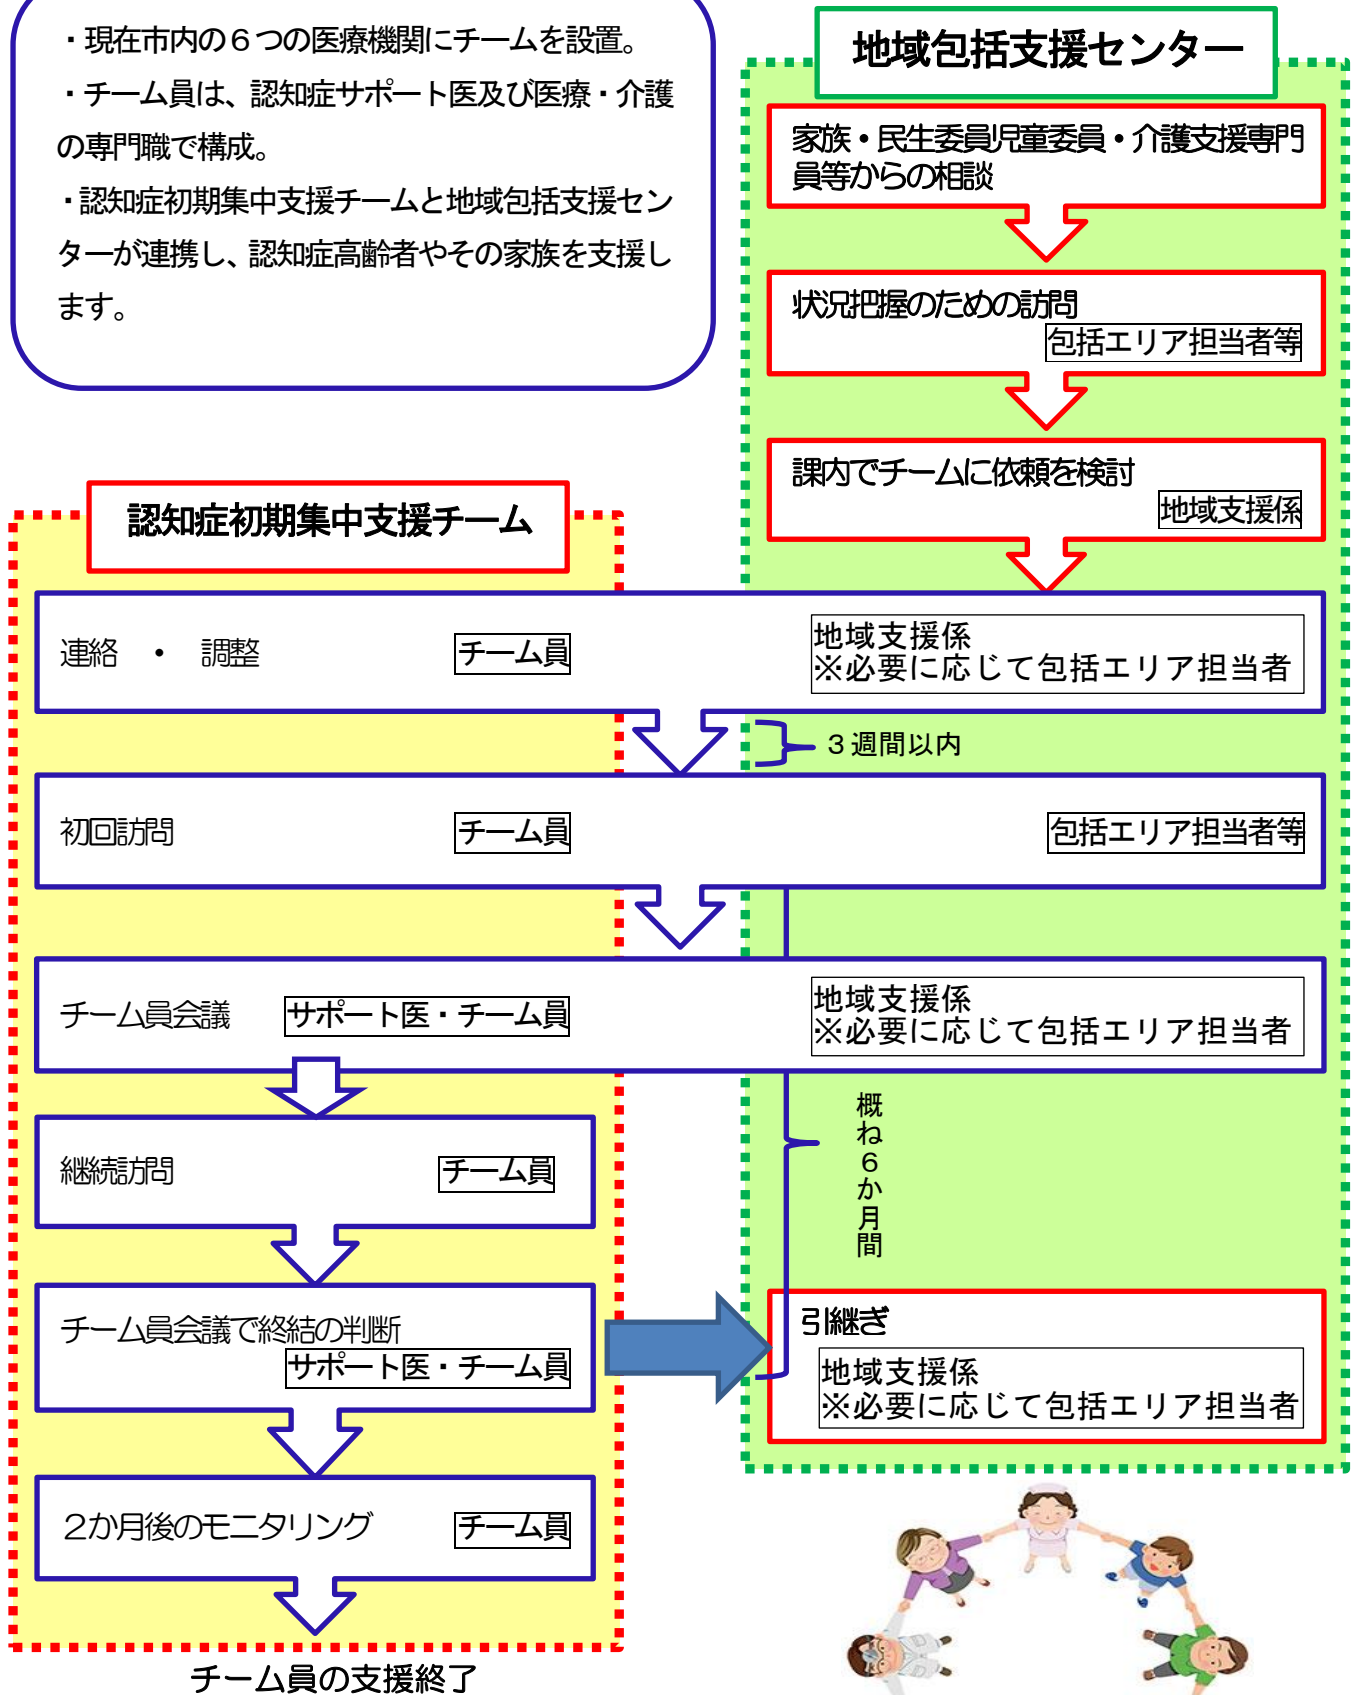 ・現在市内の６つの医療機関にチームを設置。
・チーム員は、認知症サポート医及び医療・介護
の専門職で構成。
・認知症初期集中支援チームと地域包括支援セン
ターが連携し、認知症高齢者やその家族を支援し
ます。
地域包括支援センター
家族・民生委員児童委員・介護支援専門
員等からの相談
状況把握のための訪問
包括エリア担当者等
課内でチームに依頼を検討
地域支援係
認知症初期集中支援チーム
連絡　・　調整
チーム員
地域支援係
※必要に応じて包括エリア担当者
３週間以内
初回訪問
チーム員
包括エリア担当者等
チーム員会議
サポート医・チーム員
地域支援係
※必要に応じて包括エリア担当者
概ね６か月間
継続訪問
チーム員
チーム員会議で終結の判断
サポート医・チーム員
引継ぎ
地域支援係
※必要に応じて包括エリア担当者
２か月後のモニタリング
チーム員
チーム員の支援終了